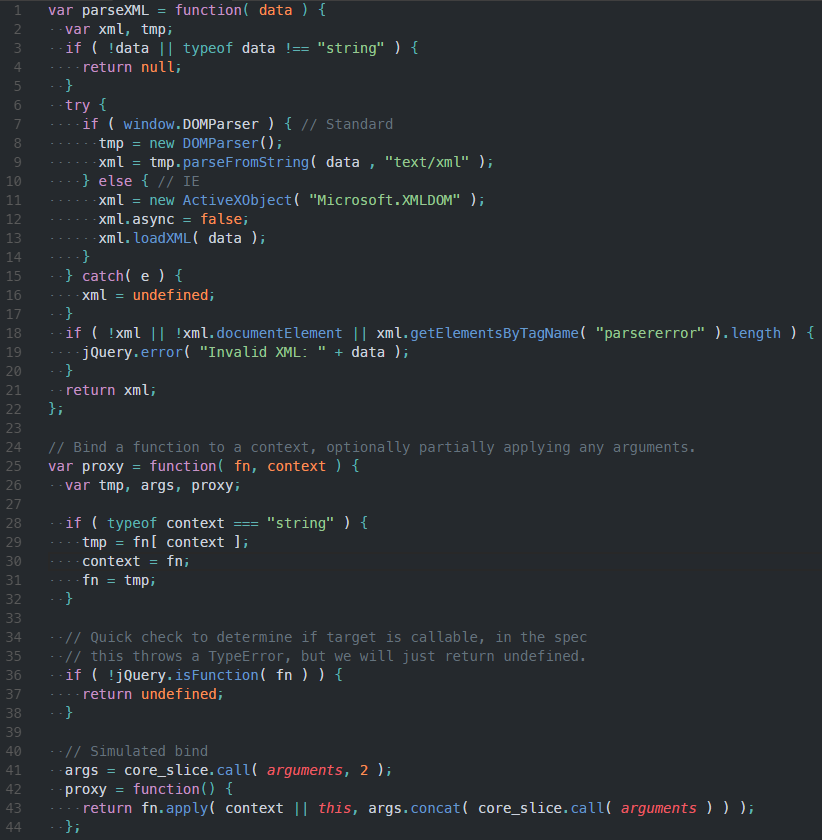 1 var parseXML = function( data ) {
2 --var xml, tmp;
3 --if ( !data || typeof data !== "string" ) {
4 ----return null;
5 --}
6 --try {
7 ----if ( window.DOMParser ) { // Standard
8 ------tmp = new DOMParser();
9 ------xml = tmp.parseFromString( data , "text/xml" );
10 ----} else { // IE
11 ------xml = new ActiveXObject( "Microsoft.XMLDOM" );
12 ------xml.async = false;
13 ------xml.loadXML( data );
14 ----}
15 --} catch( e ) {
16 ----xml = undefined;
17 --}
18 --if ( !xml || !xml.documentElement || xml.getElementsByTagName( "parsererror" ).length ) {
19 ----jQuery.error( "Invalid XML: " + data );
20 --}
21 --return xml;
22 };
23
24 // Bind a function to a context, optionally partially applying any arguments.
25 var proxy = function( fn, context ) {
26 --var tmp, args, proxy;
27
28 --if ( typeof context === "string" ) {
29 ----tmp = fn[ context ];
30 ----context = fn;
31 ----fn = tmp;
32 --}
33
34 --// Quick check to determine if target is callable, in the spec
35 --// this throws a TypeError, but we will just return undefined.
36 --if ( !jQuery.isFunction( fn ) ) {
37 ----return undefined;
38 --}
39
40 --// Simulated bind
41 --args = core_slice.call( arguments, 2 );
42 --proxy = function() {
43 ----return fn.apply( context || this, args.concat( core_slice.call( arguments ) ) );
44 --};